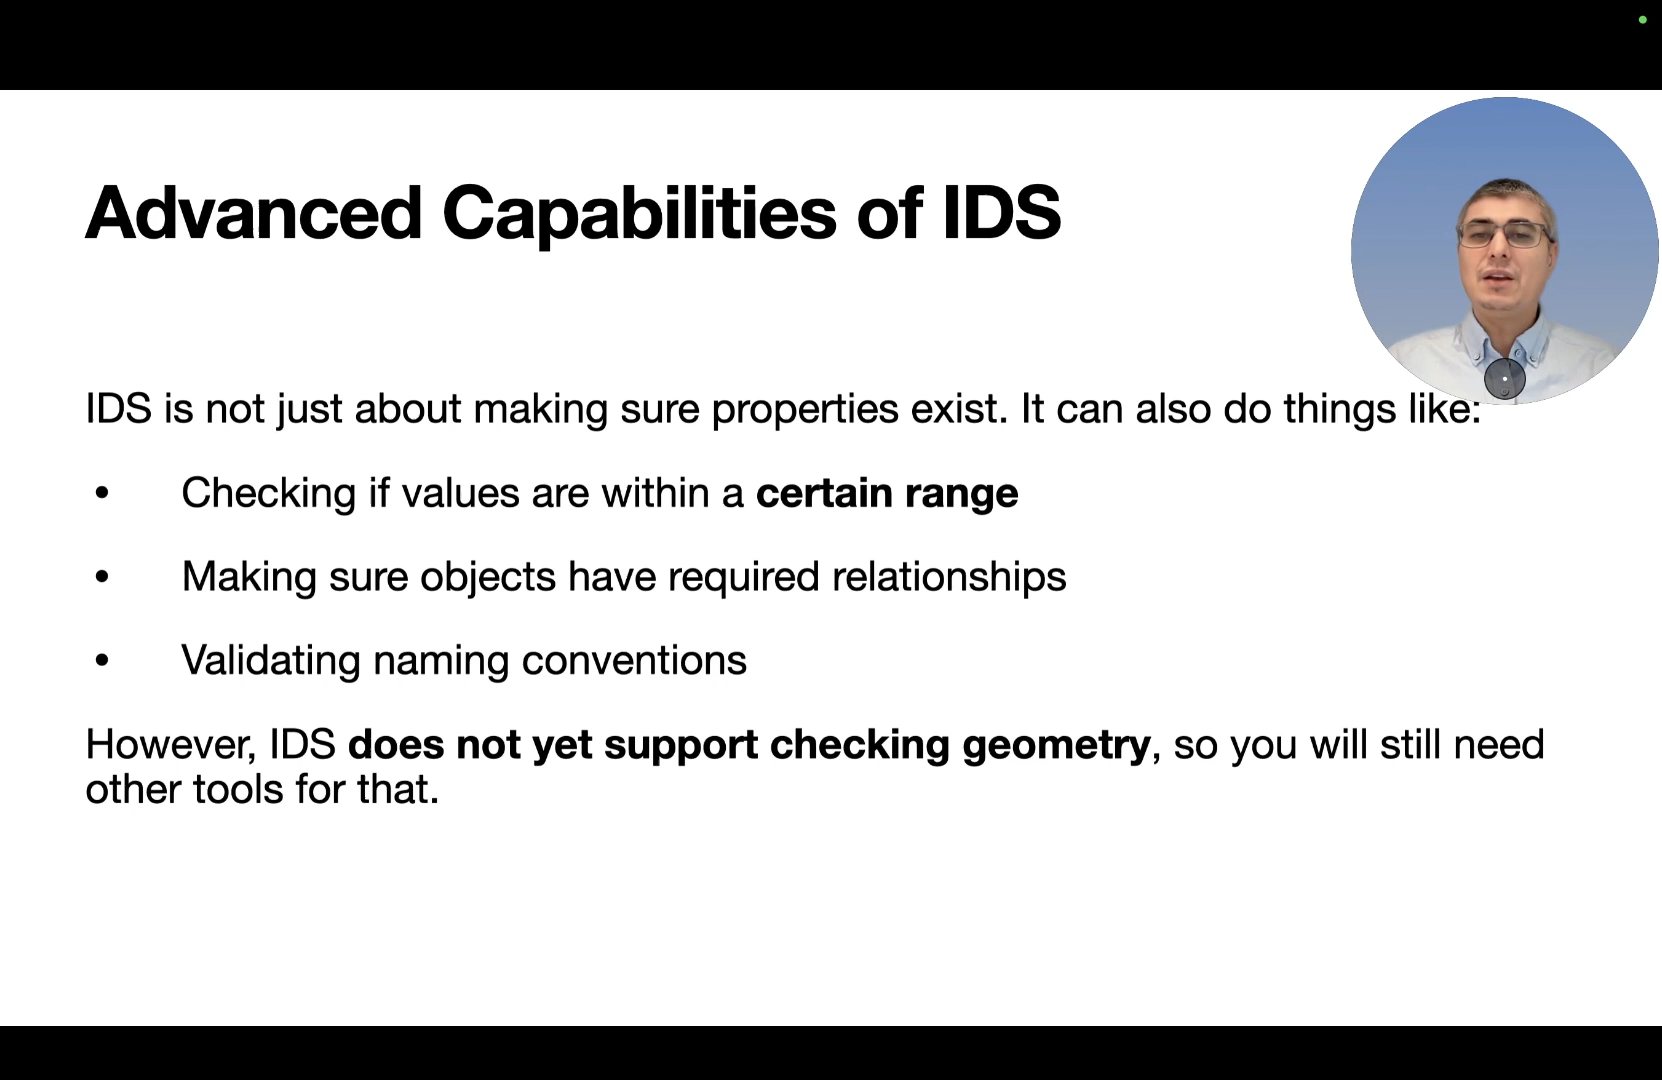 Advanced Capabilities of IDS
IDS is not just about making sure properties exist. It can also do things like:
• Checking if values are within a certain range
• Making sure objects have required relationships
• Validating naming conventions
However, IDS does not yet support checking geometry, so you will still need
other tools for that.